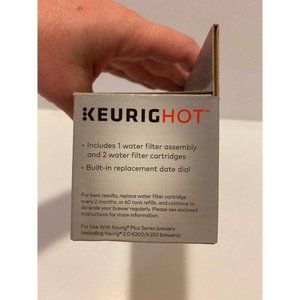 KEURIGHOT™
• Includes 1 water filter assembly
and 2 water filter cartridges
• Built-in replacement date dial
For best results, replace water filter cartridge
every 2 months, or 60 tank refills, and continue to
de-scale your brewer regularly. Please see enclosed
instructions for more information.
For Use With Keurig® Plus Series brewers
(excluding Keurig® 2.0 K200/K250 brewers)